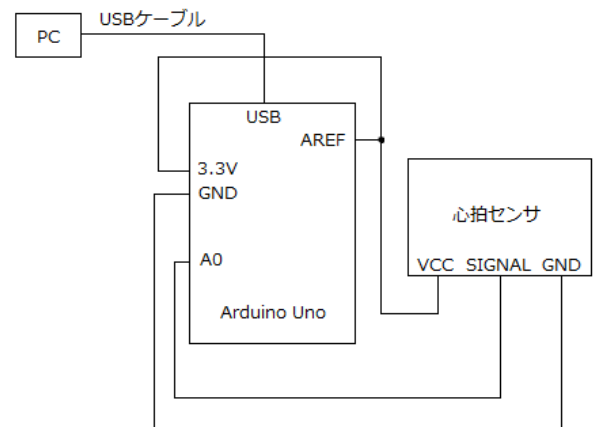 USBケーブル
PC
USB
AREF
3.3V
GND
心拍センサ
A0
VCC SIGNAL GND
Arduino Uno